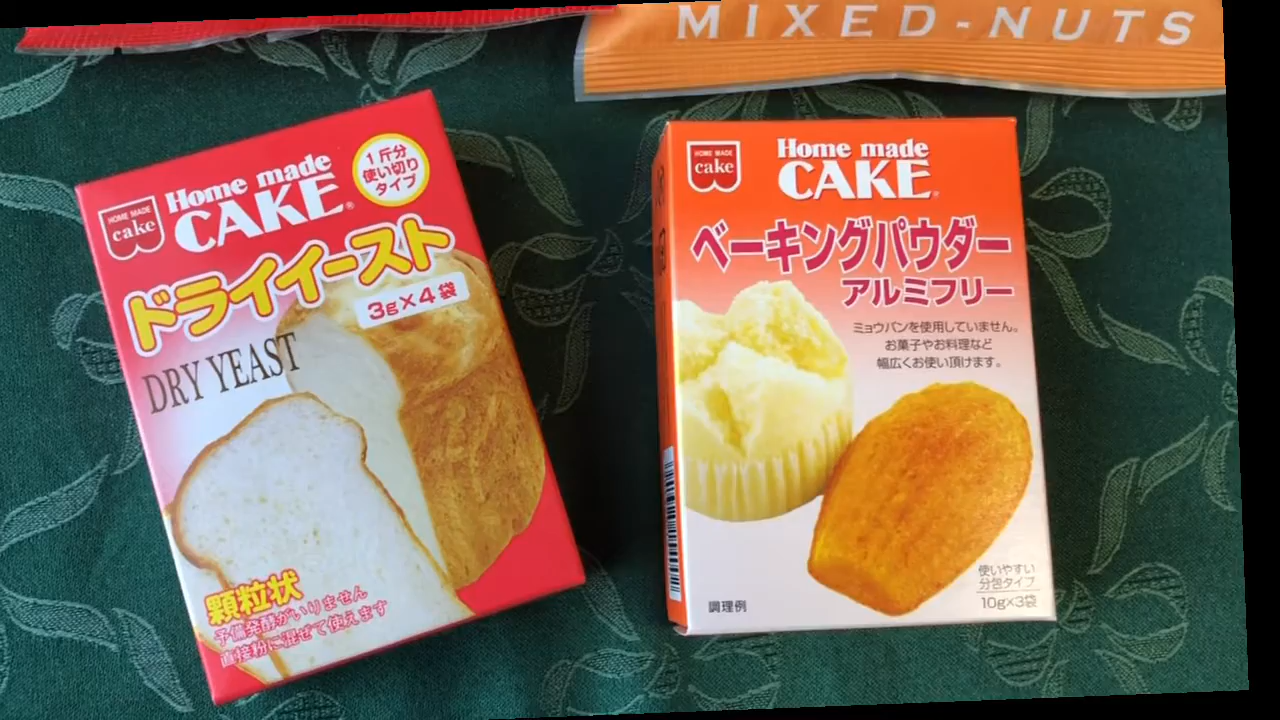 MIXED-NUTS
HOME MADE
cake
Home made
CAKE®
1斤分
使い切り
タイプ
ドライイースト
3g×4袋
DRY YEAST
顆粒状
予備発酵がいりません
直接粉に混ぜて使えます
HOME MADE
cake
Home made
CAKE®
ベーキングパウダー
アルミフリー
ミョウバンを使用していません。
お菓子やお料理など
幅広くお使い頂けます。
調理例
使いやすい
分包タイプ
10g×3袋